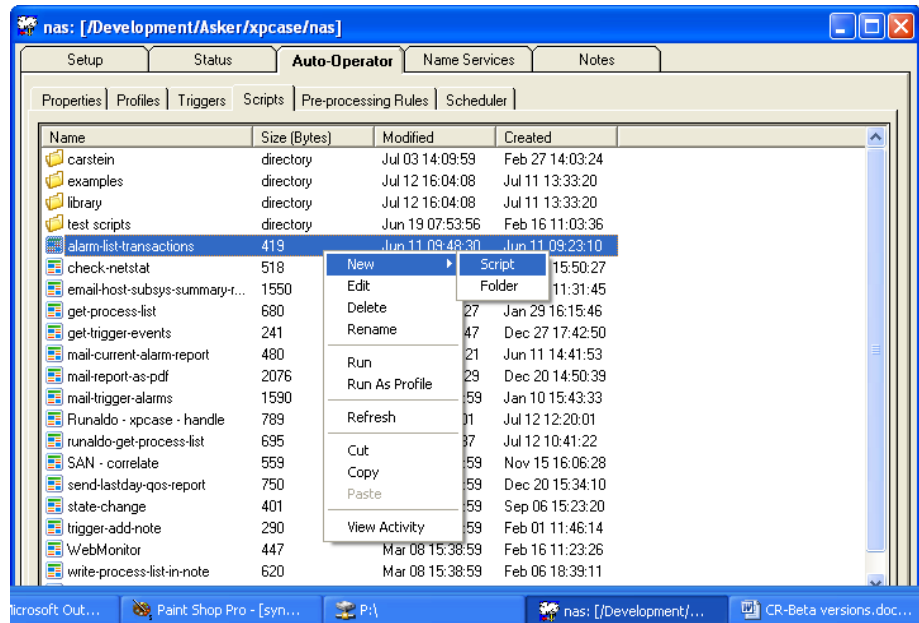 nas: [/Development/Asker/xpcase/nas]
Setup Status Auto-Operator Name Services Notes
Properties Profiles Triggers Scripts Pre-processing Rules Scheduler
Name Size (Bytes) Modified Created
carstein directory Jul 03 14:09:59 Feb 27 14:03:24
examples directory Jul 12 16:04:08 Jul 11 13:33:20
library directory Jul 12 16:04:08 Jul 11 13:33:20
test scripts directory Jun 19 07:53:56 Feb 16 11:03:36
alarm-list-transactions 419 Jun 11 09:48:30 Jun 11 09:23:10
check-netstat 518 New Script 15:50:27
email-host-subsys-summary-r... 1550 Edit Folder 11:31:45
get-process-list 680 Delete 27 Jan 29 16:15:46
get-trigger-events 241 Rename 47 Dec 27 17:42:50
mail-current-alarm-report 480 Run 21 Jun 11 14:41:53
mail-report-as-pdf 2076 Run As Profile 29 Dec 20 14:50:39
mail-trigger-alarms 1590 :59 Jan 10 15:43:33
Runaldo - xpcase - handle 789 Refresh 01 Jul 12 12:20:01
runaldo-get-process-list 695 Cut 37 Jul 12 10:41:22
SAN - correlate 559 Copy :59 Nov 15 16:06:28
send-lastday-qos-report 750 Paste :59 Dec 20 15:34:10
state-change 401 :59 Sep 06 15:23:20
trigger-add-note 290 View Activity :59 Feb 01 11:46:14
WebMonitor 447 Mar 08 15:38:59 Feb 16 11:23:26
write-process-list-in-note 620 Mar 08 15:38:59 Feb 06 18:39:11
icrosoft Out... Paint Shop Pro - [syn... P:\ nas: [/Development/... CR-Beta versions.doc...